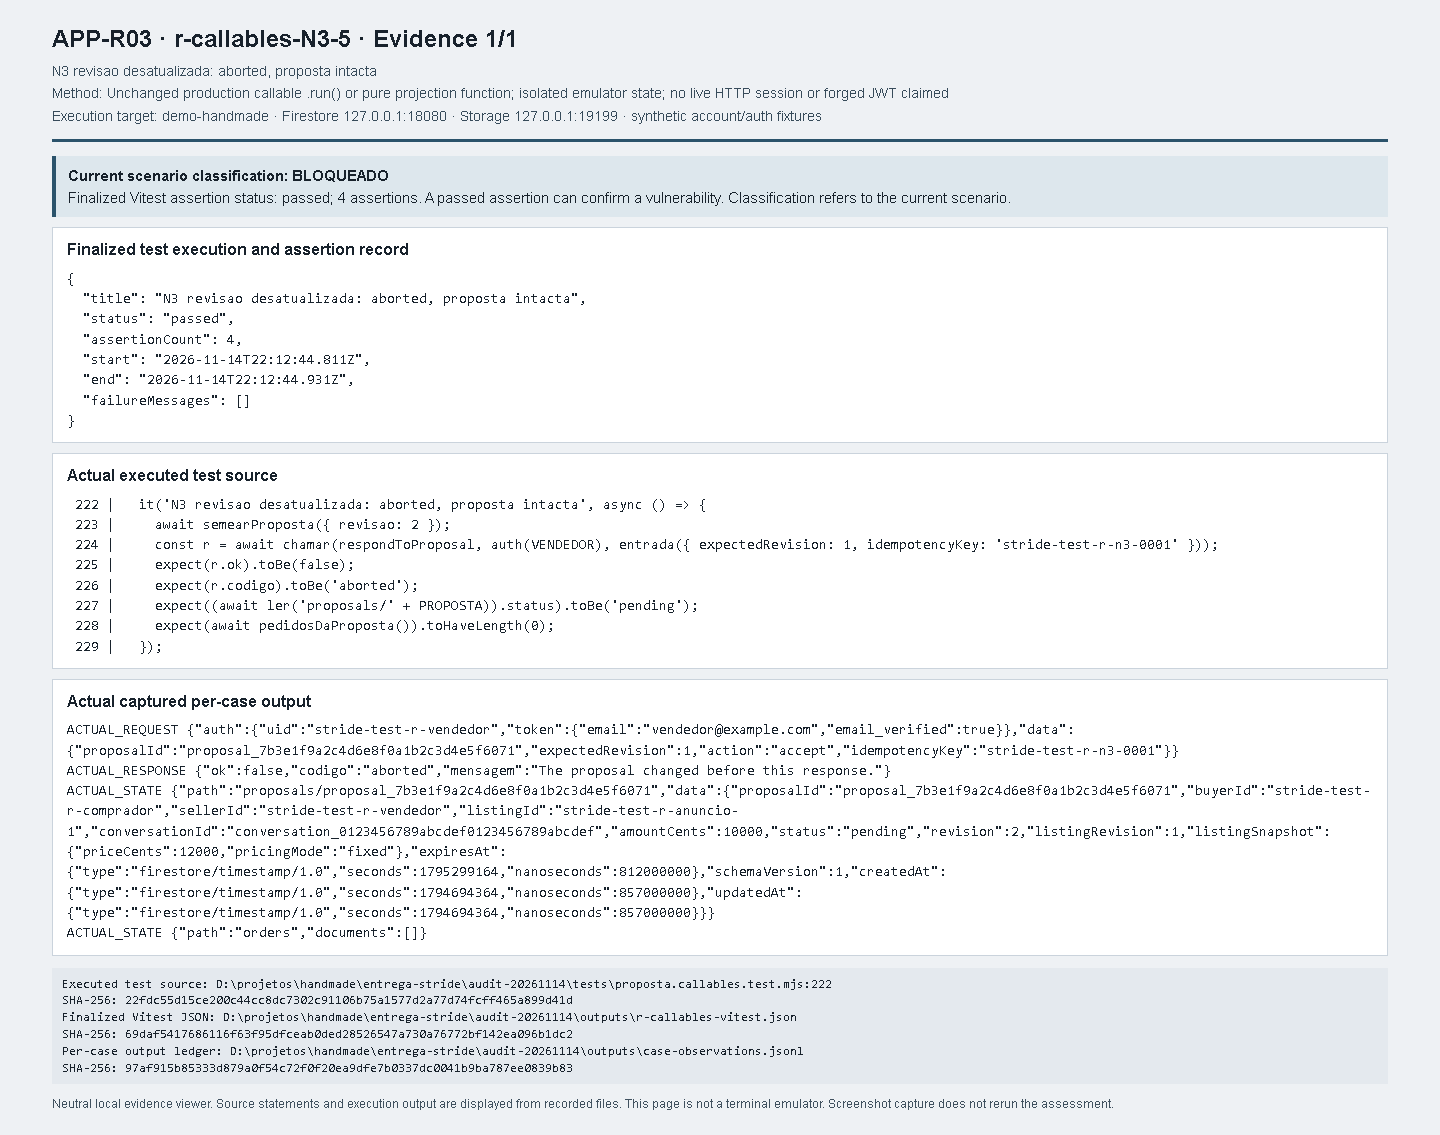 APP-R03 · r-callables-N3-5 · Evidence 1/1
N3 revisao desatualizada: aborted, proposta intacta
Method: Unchanged production callable .run() or pure projection function; isolated emulator state; no live HTTP session or forged JWT claimed
Execution target: demo-handmade · Firestore 127.0.0.1:18080 · Storage 127.0.0.1:19199 · synthetic account/auth fixtures
Current scenario classification: BLOQUEADO
Finalized Vitest assertion status: passed; 4 assertions. A passed assertion can confirm a vulnerability. Classification refers to the current scenario.
Finalized test execution and assertion record
{
  "title": "N3 revisao desatualizada: aborted, proposta intacta",
  "status": "passed",
  "assertionCount": 4,
  "start": "2026-11-14T22:12:44.811Z",
  "end": "2026-11-14T22:12:44.931Z",
  "failureMessages": []
}
Actual executed test source
222 |   it('N3 revisao desatualizada: aborted, proposta intacta', async () => {
223 |     await semearProposta({ revisao: 2 });
224 |     const r = await chamar(respondToProposal, auth(VENDEDOR), entrada({ expectedRevision: 1, idempotencyKey: 'stride-test-r-n3-0001' }));
225 |     expect(r.ok).toBe(false);
226 |     expect(r.codigo).toBe('aborted');
227 |     expect((await ler('proposals/' + PROPOSTA)).status).toBe('pending');
228 |     expect(await pedidosDaProposta()).toHaveLength(0);
229 |   });
Actual captured per-case output
ACTUAL_REQUEST {"auth":{"uid":"stride-test-r-vendedor","token":{"email":"vendedor@example.com","email_verified":true}},"data":
{"proposalId":"proposal_7b3e1f9a2c4d6e8f0a1b2c3d4e5f6071","expectedRevision":1,"action":"accept","idempotencyKey":"stride-test-r-n3-0001"}}
ACTUAL_RESPONSE {"ok":false,"codigo":"aborted","mensagem":"The proposal changed before this response."}
ACTUAL_STATE {"path":"proposals/proposal_7b3e1f9a2c4d6e8f0a1b2c3d4e5f6071","data":{"proposalId":"proposal_7b3e1f9a2c4d6e8f0a1b2c3d4e5f6071","buyerId":"stride-test-
r-comprador","sellerId":"stride-test-r-vendedor","listingId":"stride-test-r-anuncio-
1","conversationId":"conversation_0123456789abcdef0123456789abcdef","amountCents":10000,"status":"pending","revision":2,"listingRevision":1,"listingSnapshot":
{"priceCents":12000,"pricingMode":"fixed"},"expiresAt":
{"type":"firestore/timestamp/1.0","seconds":1795299164,"nanoseconds":812000000},"schemaVersion":1,"createdAt":
{"type":"firestore/timestamp/1.0","seconds":1794694364,"nanoseconds":857000000},"updatedAt":
{"type":"firestore/timestamp/1.0","seconds":1794694364,"nanoseconds":857000000}}}
ACTUAL_STATE {"path":"orders","documents":[]}
Executed test source: D:\projetos\handmade\entrega-stride\audit-20261114\tests\proposta.callables.test.mjs:222
SHA-256: 22fdc55d15ce200c44cc8dc7302c91106b75a1577d2a77d74fcff465a899d41d
Finalized Vitest JSON: D:\projetos\handmade\entrega-stride\audit-20261114\outputs\r-callables-vitest.json
SHA-256: 69daf5417686116f63f95dfceab0ded28526547a730a76772bf142ea096b1dc2
Per-case output ledger: D:\projetos\handmade\entrega-stride\audit-20261114\outputs\case-observations.jsonl
SHA-256: 97af915b85333d879a0f54c72f0f20ea9dfe7b0337dc0041b9ba787ee0839b83
Neutral local evidence viewer. Source statements and execution output are displayed from recorded files. This page is not a terminal emulator. Screenshot capture does not rerun the assessment.